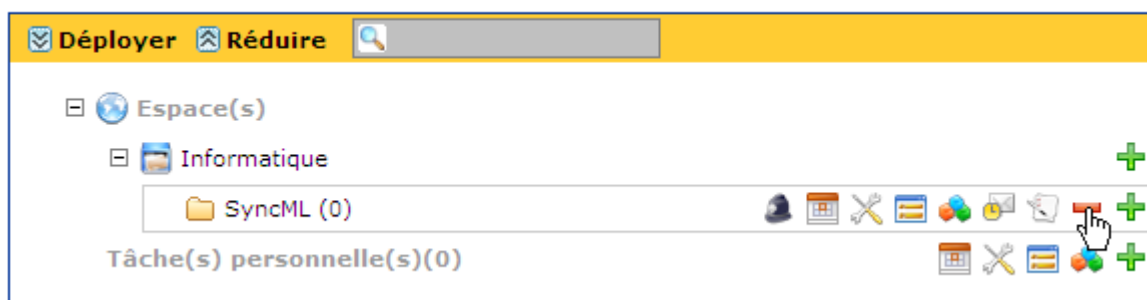 Déployer Réduire
Espace(s)
Informatique
SyncML (0)
Tâche(s) personnelle(s)(0)